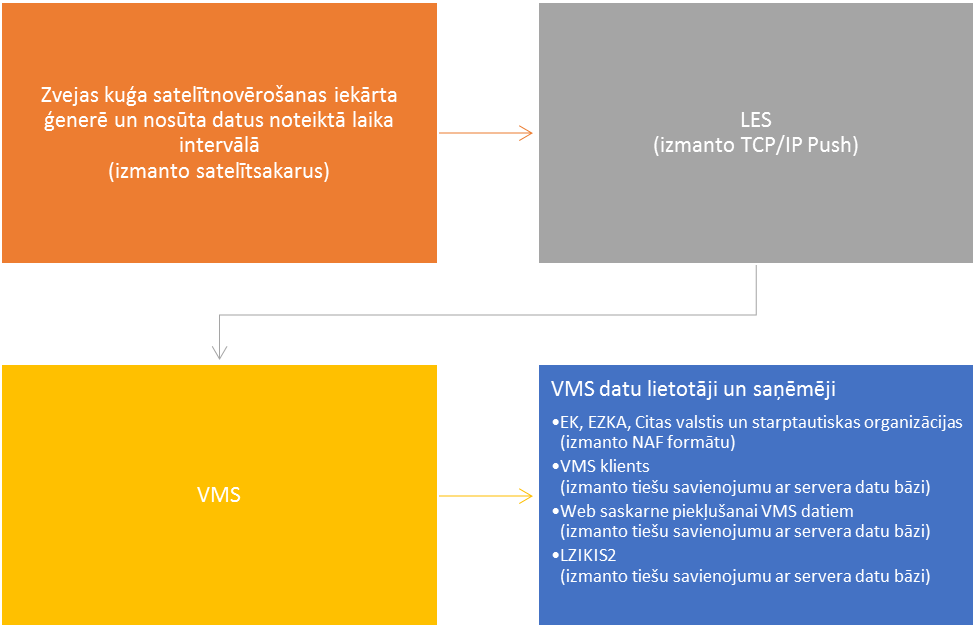 Zvejas kuģa satelītnovērošanas iekārta
ģenerē un nosūta datus noteiktā laika
intervālā
(izmanto satelītsakarus)
LES
(izmanto TCP/IP Push)
VMS
VMS datu lietotāji un saņēmēji
•EK, EZKA, Citas valstis un starptautiskas organizācijas
(izmanto NAF formātu)
•VMS klients
(izmanto tiešu savienojumu ar servera datu bāzi)
•Web saskarne piekļušanai VMS datiem
(izmanto tiešu savienojumu ar servera datu bāzi)
•LZIKIS2
(izmanto tiešu savienojumu ar servera datu bāzi)